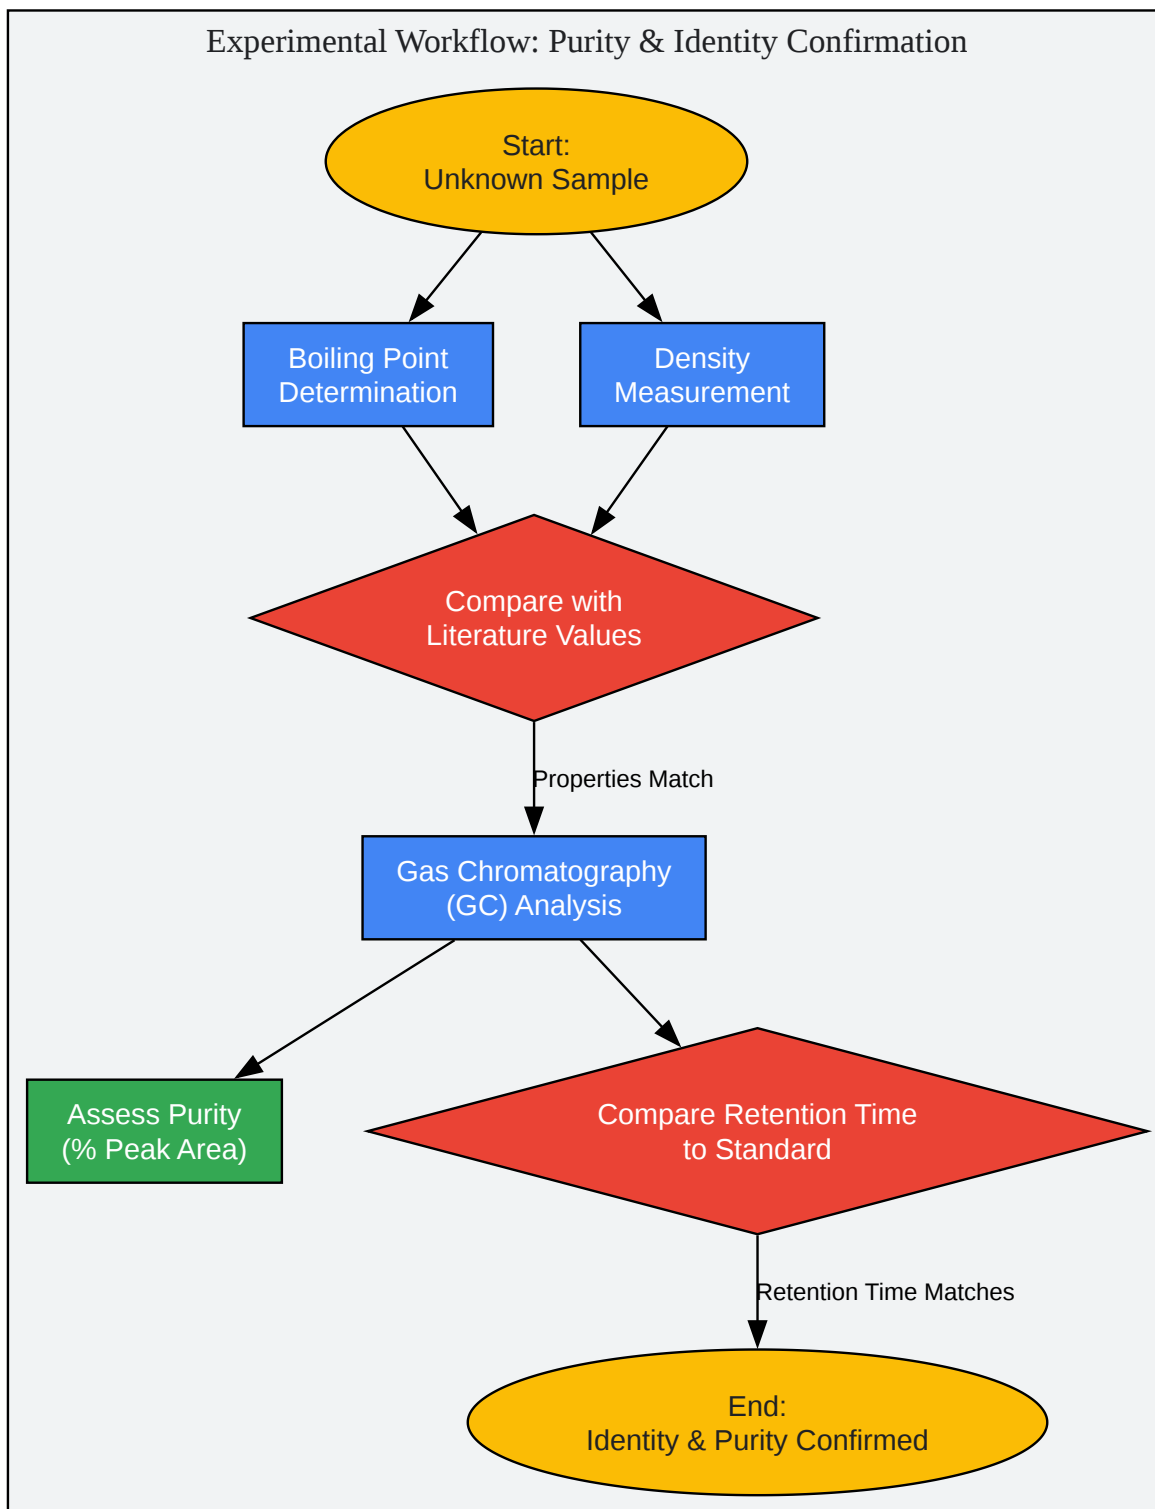 Experimental Workflow: Purity & Identity Confirmation
Start:
Unknown Sample
Boiling Point
Determination
Density
Measurement
Compare with
Literature Values
Properties Match
Gas Chromatography
(GC) Analysis
Assess Purity
(% Peak Area)
Compare Retention Time
to Standard
Retention Time Matches
End:
Identity & Purity Confirmed